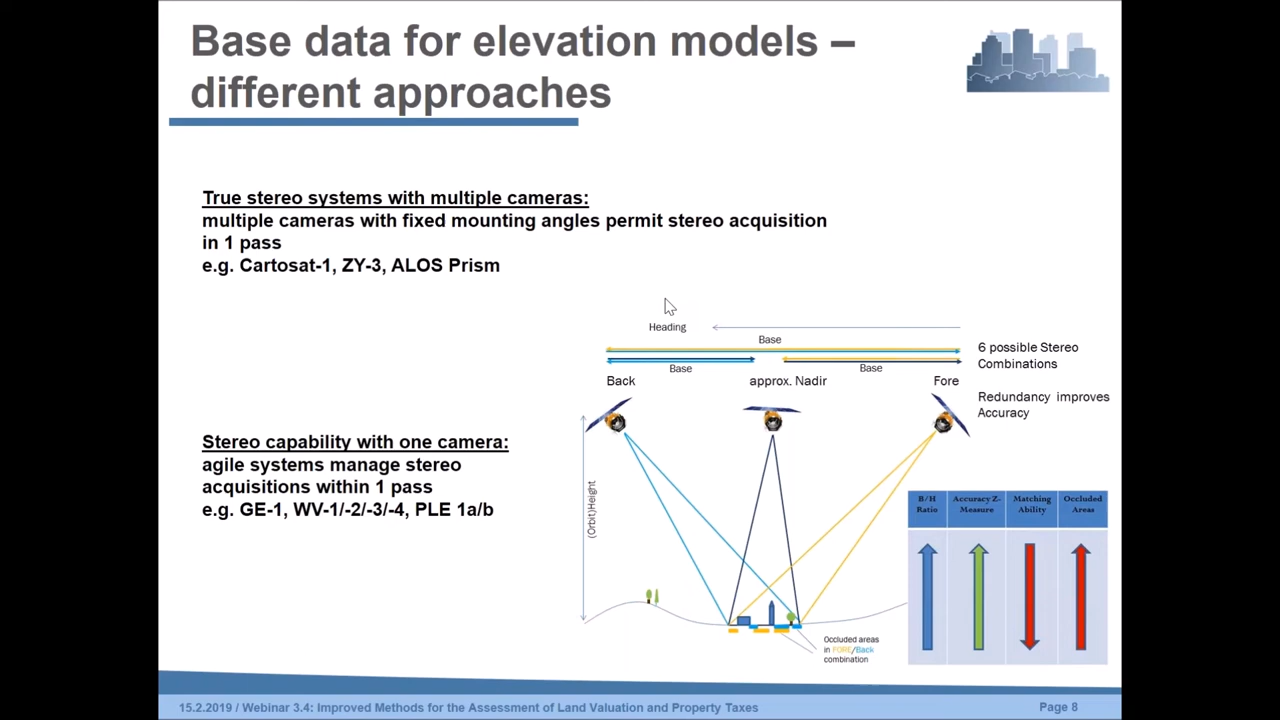 Base data for elevation models –
different approaches
True stereo systems with multiple cameras:
multiple cameras with fixed mounting angles permit stereo acquisition
in 1 pass
e.g. Cartosat-1, ZY-3, ALOS Prism
Stereo capability with one camera:
agile systems manage stereo
acquisitions within 1 pass
e.g. GE-1, WV-1/-2/-3/-4, PLE 1a/b
Heading
Base
Base
Base
Back
approx. Nadir
Fore
6 possible Stereo
Combinations
Redundancy improves
Accuracy
(Orbit)Height
Occluded areas
in FORE/Back
combination
B/H
Ratio
Accuracy Z-
Measure
Matching
Ability
Occluded
Areas
15.2.2019 / Webinar 3.4: Improved Methods for the Assessment of Land Valuation and Property Taxes
Page 8